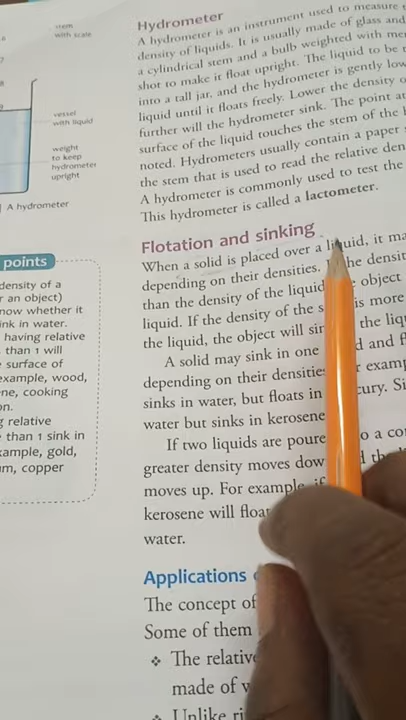 stem
with scale
vessel
with liquid
weight
to keep
hydrometer
upright
A hydrometer
points
density of a
r an object)
now whether it
ink in water.
having relative
than 1 will
surface of
example, wood,
ne, cooking
on.
g relative
than 1 sink in
xample, gold,
um, copper
Hydrometer
A hydrometer is an instrument used to measure
density of liquids. It is usually made of glass and
a cylindrical stem and a bulb weighted with mer
shot to make it float upright. The liquid to be
into a tall jar, and the hydrometer is gently low
liquid until it floats freely. Lower the density o
further will the hydrometer sink. The point at
surface of the liquid touches the stem of the
noted. Hydrometers usually contain a paper
the stem that is used to read the relative den
A hydrometer is commonly used to test the
This hydrometer is called a lactometer.
Flotation and sinking
When a solid is placed over a liquid, it ma
depending on their densities. the densit
than the density of the liquid object
liquid. If the density of the s is more
the liquid, the object will sin the liqu
A solid may sink in one d and f
depending on their densitie r examp
sinks in water, but floats in cury. Si
water but sinks in kerosene
If two liquids are poure o a co
greater density moves dow d the
moves up. For example, if
kerosene will floa
water.
Applications
The concept of
Some of them
❖ The relative
made of w
❖ Unlike ri